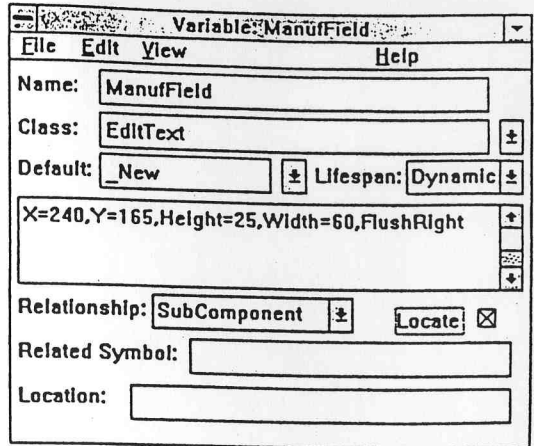 Variable: ManufField
File Edit View Help
Name: ManufField
Class: EditText
Default: _New Lifespan: Dynamic
X=240,Y=165,Height=25,Width=60,FlushRight
Relationship: SubComponent Locate
Related Symbol:
Location: